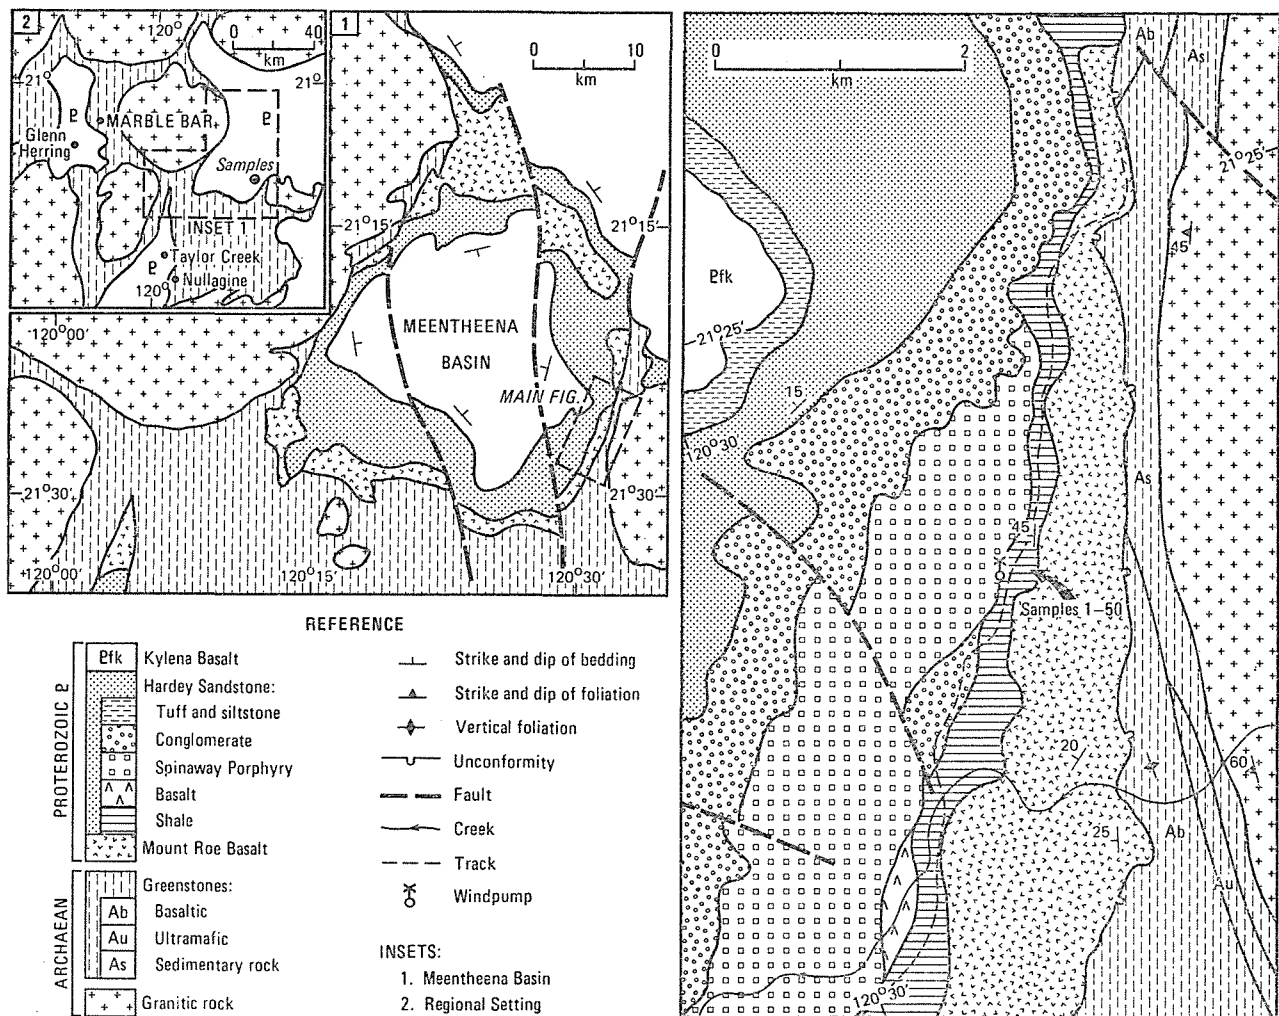 2
120°
0 40
km
21°
21°
P
P
MARBLE BAR
Glenn
Herring
Samples
INSET 1
P
Taylor Creek
Nullagine
120°
1
0 10
km
21°15'
21°15'
MEENTHEENA
BASIN
MAIN FIG.
120°00'
21°30'
21°30'
120°00'
120°15'
120°30'
0 2
km
Ab
As
21°25'
45
Pfk
21°25'
15
120°30'
As
45
Samples 1–50
20
60
25
Ab
Au
120°30'
REFERENCE
PROTEROZOIC P
Pfk Kylena Basalt
Hardey Sandstone:
Tuff and siltstone
Conglomerate
Spinaway Porphyry
Basalt
Shale
Mount Roe Basalt
ARCHAEAN
Greenstones:
Ab Basaltic
Au Ultramafic
As Sedimentary rock
Granitic rock
Strike and dip of bedding
Strike and dip of foliation
Vertical foliation
Unconformity
Fault
Creek
Track
Windpump
INSETS:
1. Meentheena Basin
2. Regional Setting